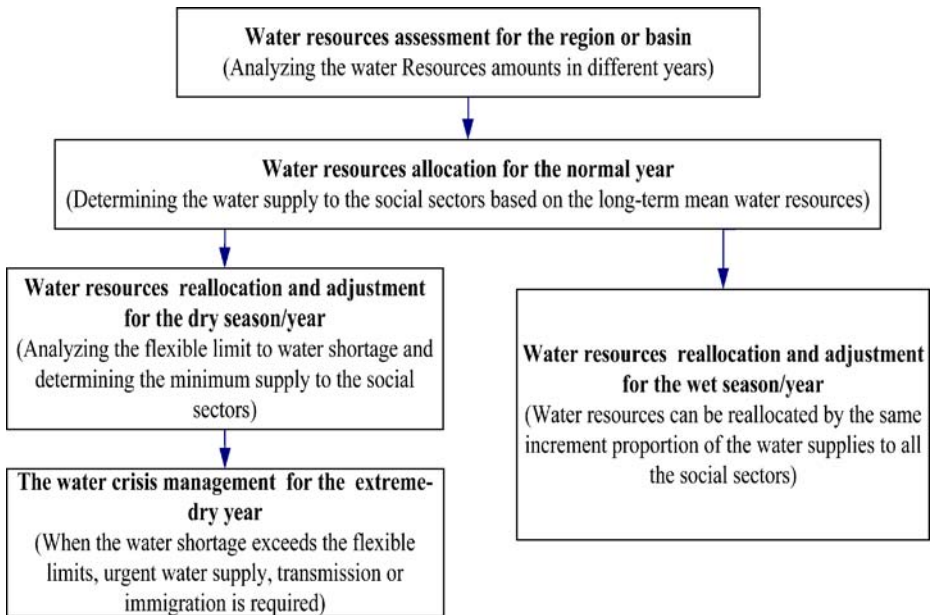 Water resources assessment for the region or basin
(Analyzing the water Resources amounts in different years)
Water resources allocation for the normal year
(Determining the water supply to the social sectors based on the long-term mean water resources)
Water resources reallocation and adjustment
for the dry season/year
(Analyzing the flexible limit to water shortage and
determining the minimum supply to the social
sectors)
The water crisis management for the extreme-
dry year
(When the water shortage exceeds the flexible
limits, urgent water supply, transmission or
immigration is required)
Water resources reallocation and adjustment
for the wet season/year
(Water resources can be reallocated by the same
increment proportion of the water supplies to all
the social sectors)